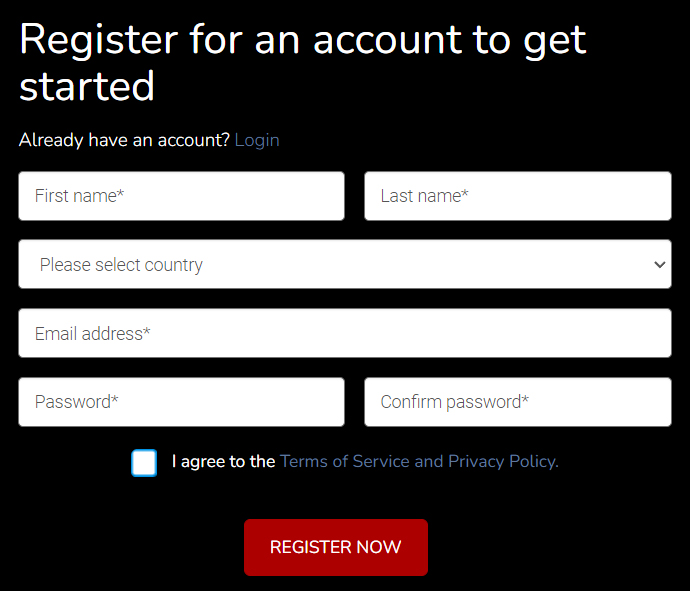 Register for an account to get
started
Already have an account? Login
First name*
Last name*
Please select country
Email address*
Password*
Confirm password*
I agree to the Terms of Service and Privacy Policy.
REGISTER NOW